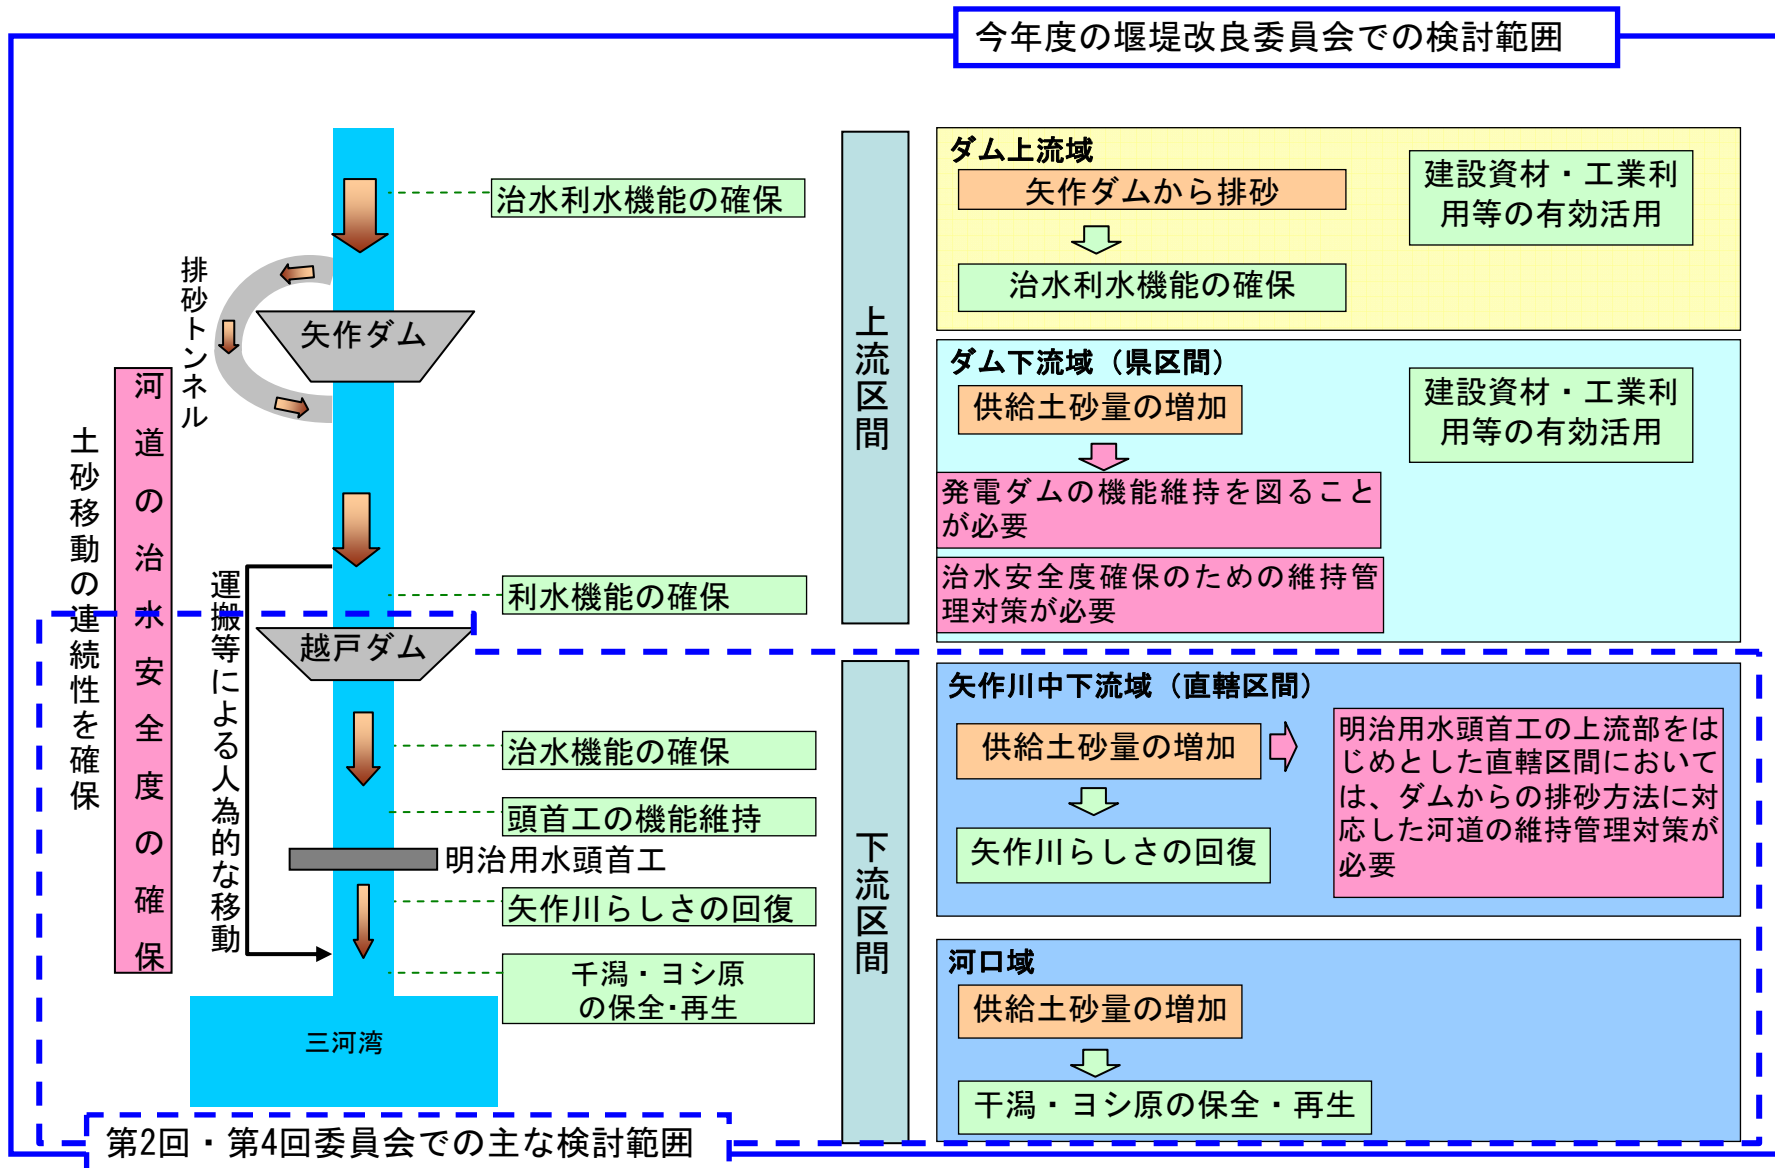 今年度の堰堤改良委員会での検討範囲
土砂移動の連続性を確保
河道の治水安全度の確保
排砂トンネル
矢作ダム
治水利水機能の確保
運搬等による人為的な移動
利水機能の確保
越戸ダム
治水機能の確保
頭首工の機能維持
明治用水頭首工
矢作川らしさの回復
干潟・ヨシ原
の保全・再生
三河湾
上流区間
下流区間
ダム上流域
矢作ダムから排砂
治水利水機能の確保
建設資材・工業利
用等の有効活用
ダム下流域（県区間）
供給土砂量の増加
建設資材・工業利
用等の有効活用
発電ダムの機能維持を図ること
が必要
治水安全度確保のための維持管
理対策が必要
矢作川中下流域（直轄区間）
供給土砂量の増加
矢作川らしさの回復
明治用水頭首工の上流部をは
じめとした直轄区間において
は、ダムからの排砂方法に対
応した河道の維持管理対策が
必要
河口域
供給土砂量の増加
干潟・ヨシ原の保全・再生
第2回・第4回委員会での主な検討範囲